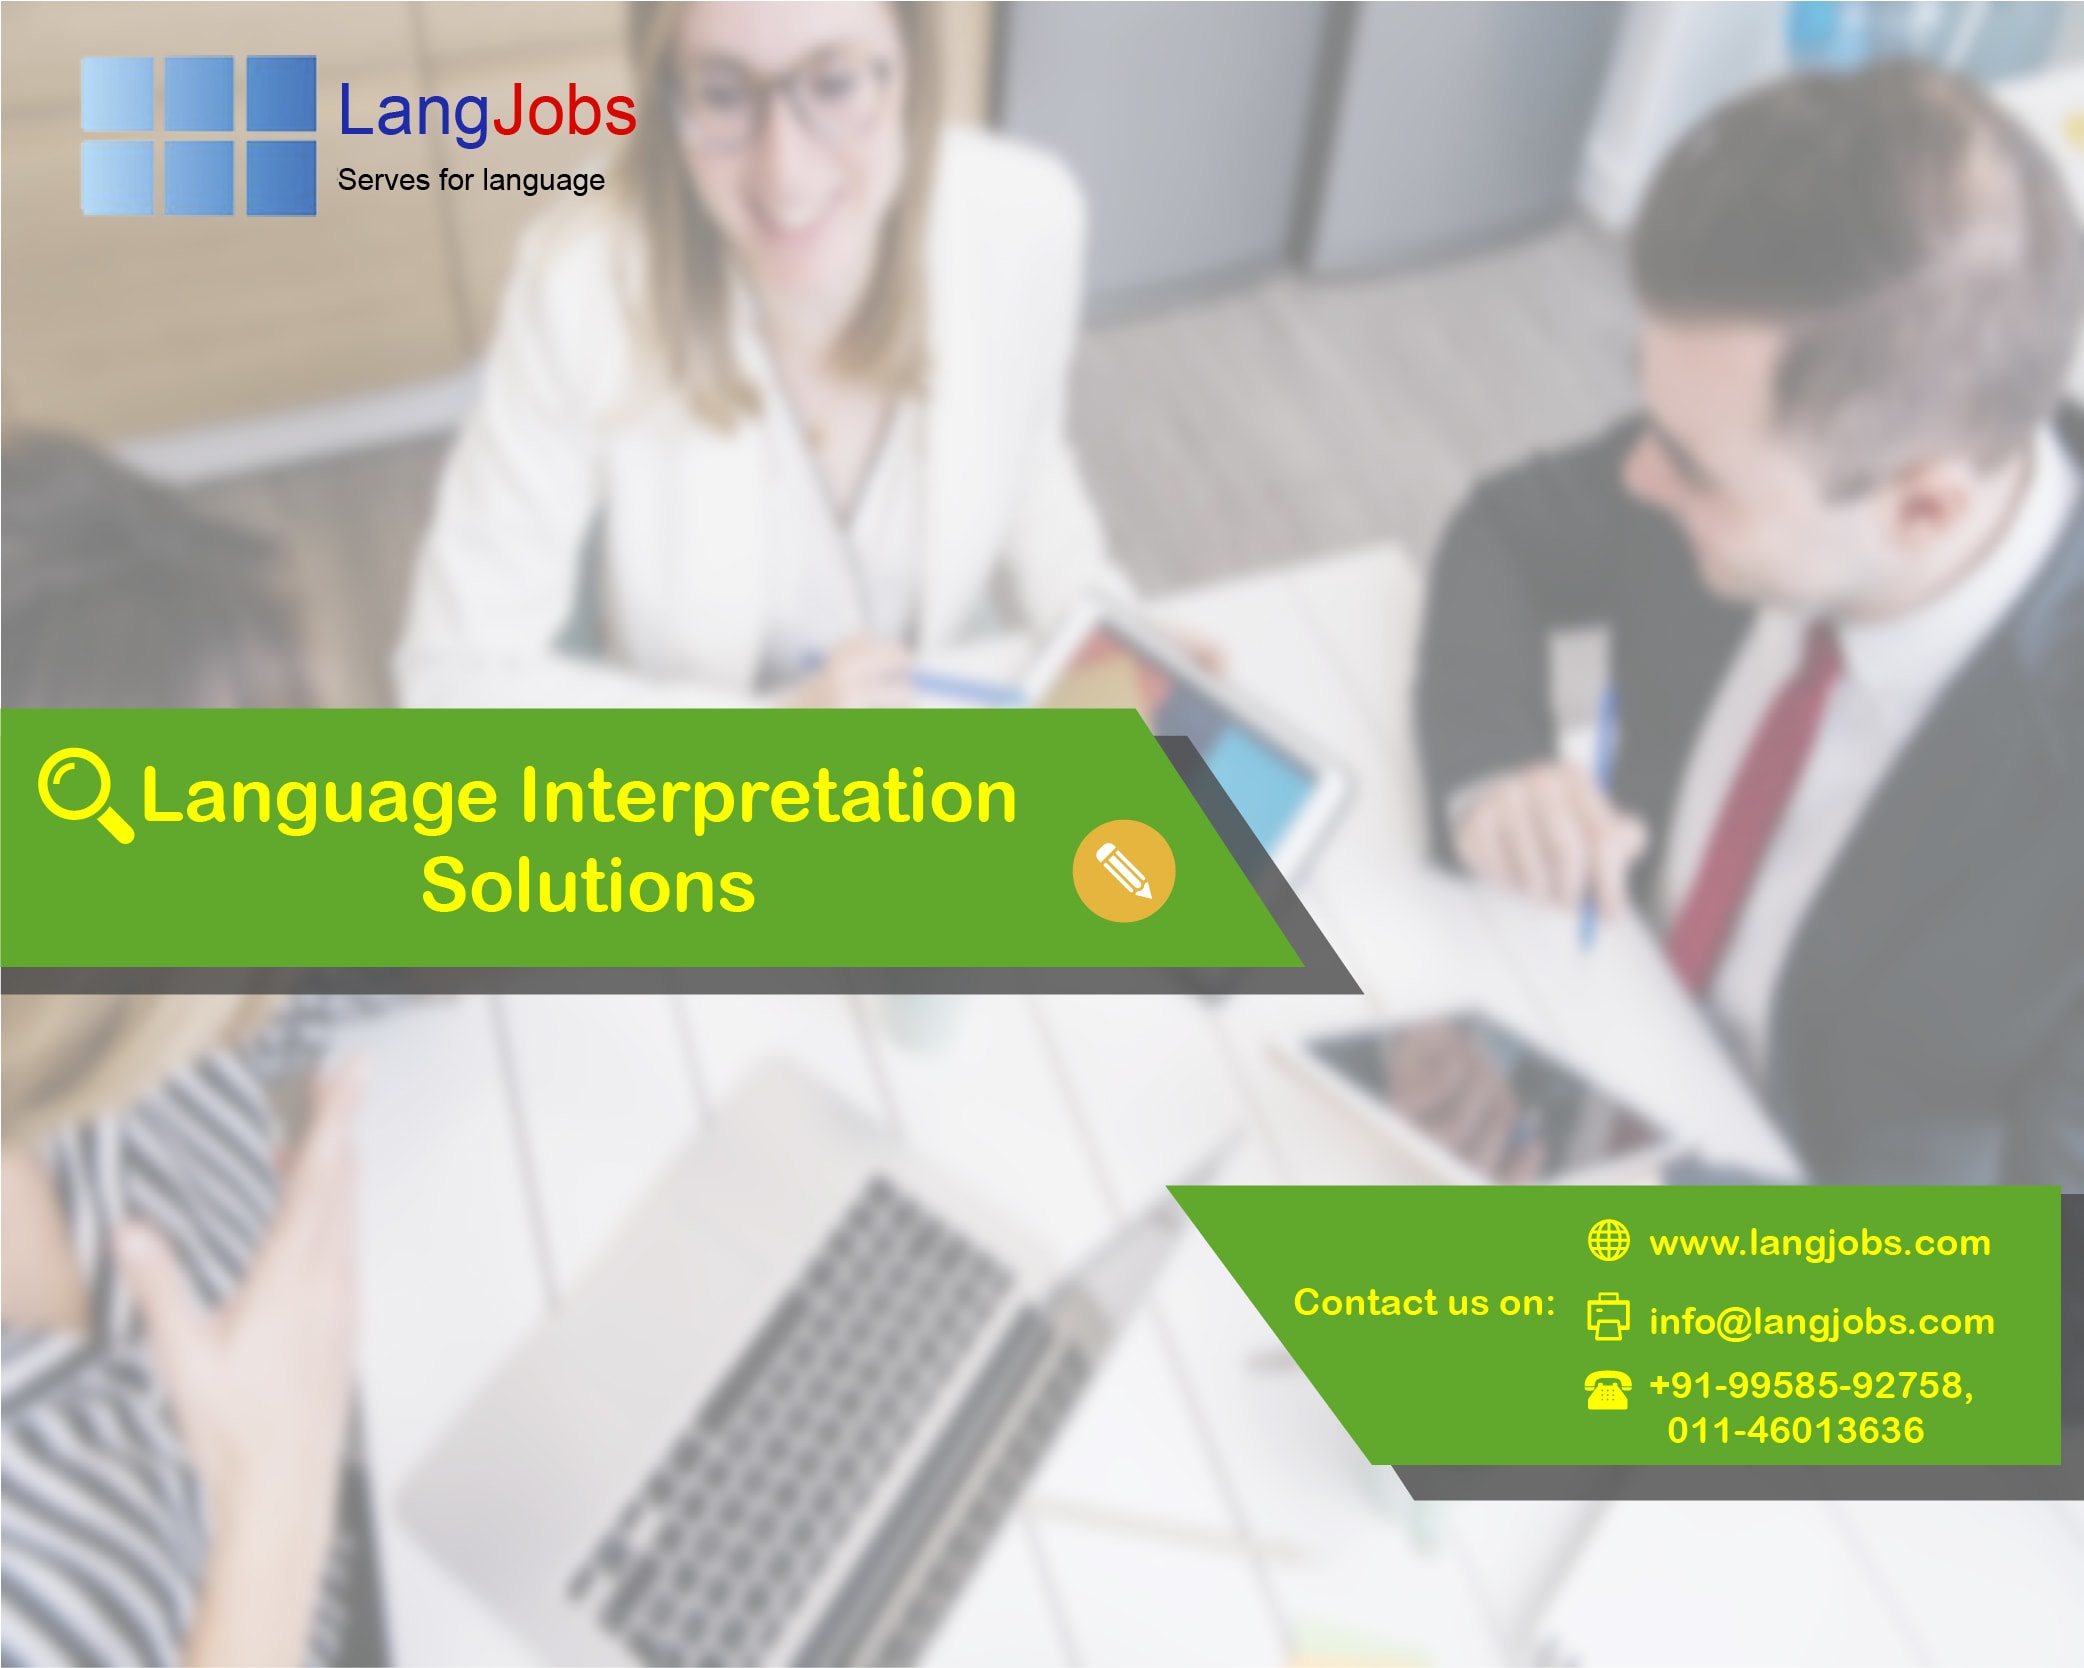 LangJobs
Serves for language
Language Interpretation
Solutions
Contact us on:
www.langjobs.com
info@langjobs.com
+91-99585-92758,
011-46013636